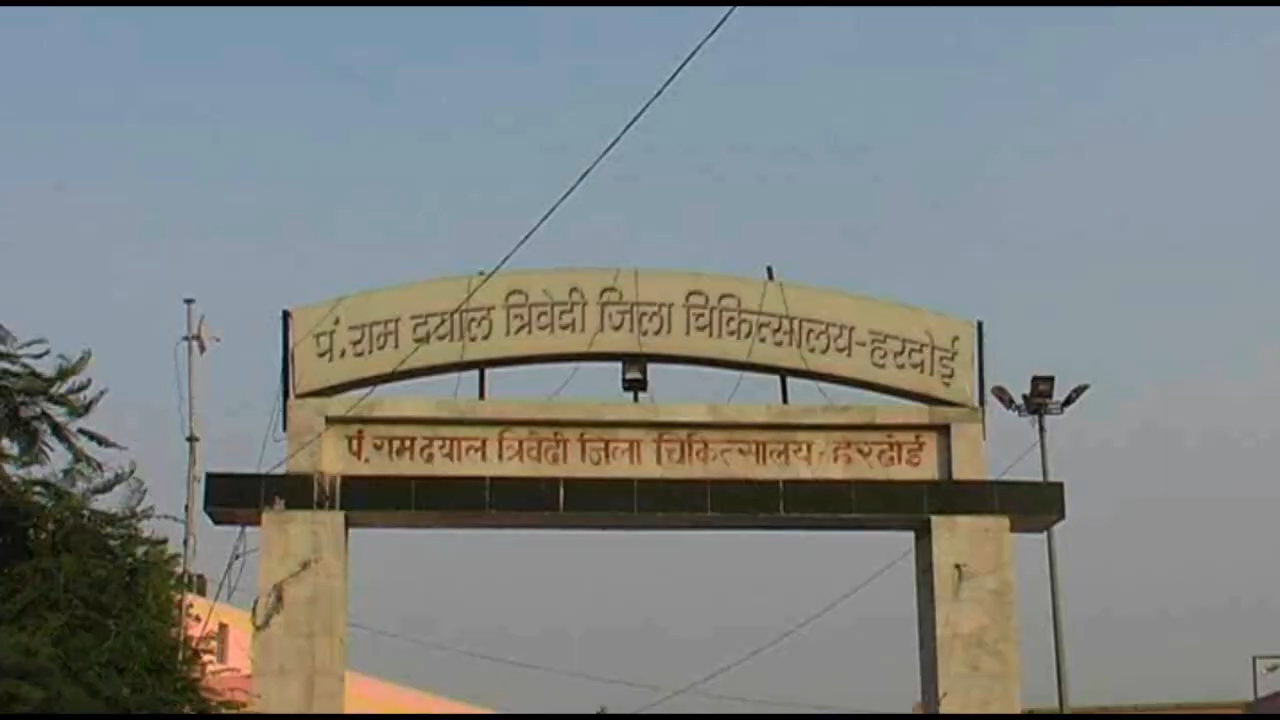 पं.राम दयाल त्रिवेदी जिला चिकित्सालय-हरदोई
पं.रामदयाल त्रिवेदी जिला चिकित्सालय-हरदोई